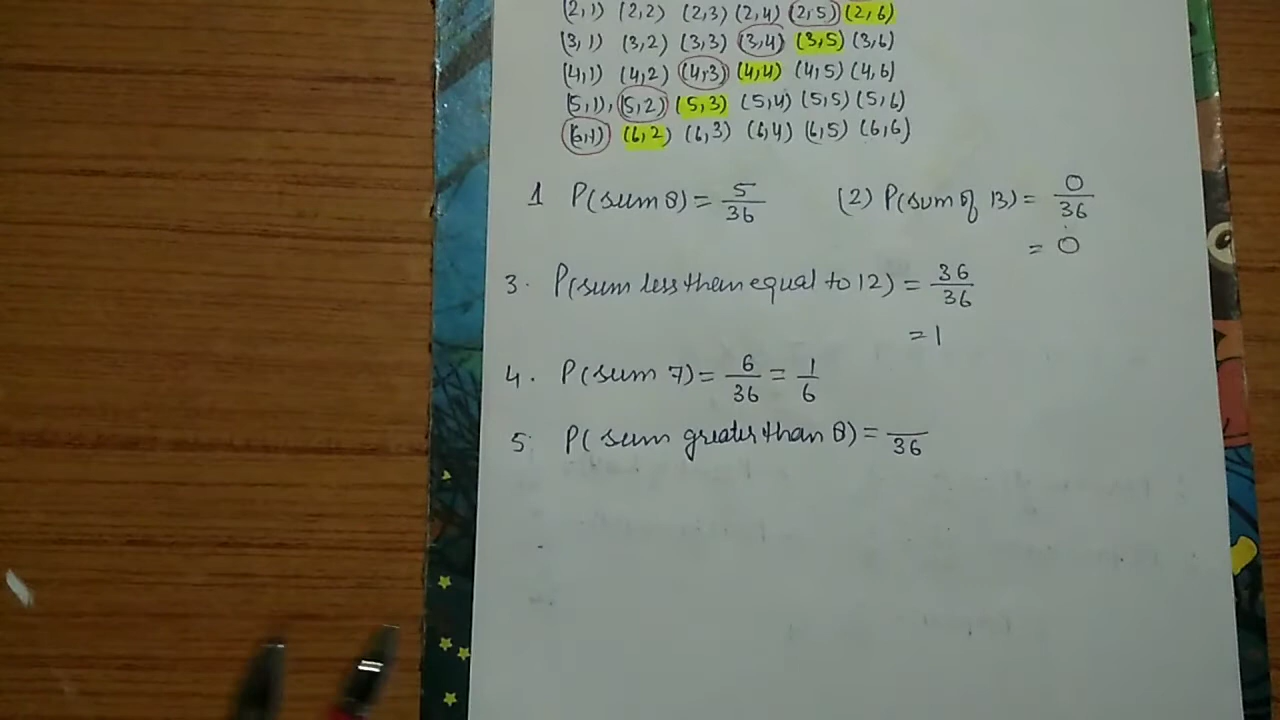 (2,1) (2,2) (2,3) (2,4) (2,5) (2,6)
(3,1) (3,2) (3,3) (3,4) (3,5) (3,6)
(4,1) (4,2) (4,3) (4,4) (4,5) (4,6)
(5,1), (5,2) (5,3) (5,4) (5,5) (5,6)
(6,1) (6,2) (6,3) (6,4) (6,5) (6,6)
1 P(sum 8) = 5/36 (2) P(sum of 13) = 0/36
= 0
3. P(sum less then equal to 12) = 36/36
= 1
4. P(sum 7) = 6/36 = 1/6
5. P(sum greater than 8) = /36